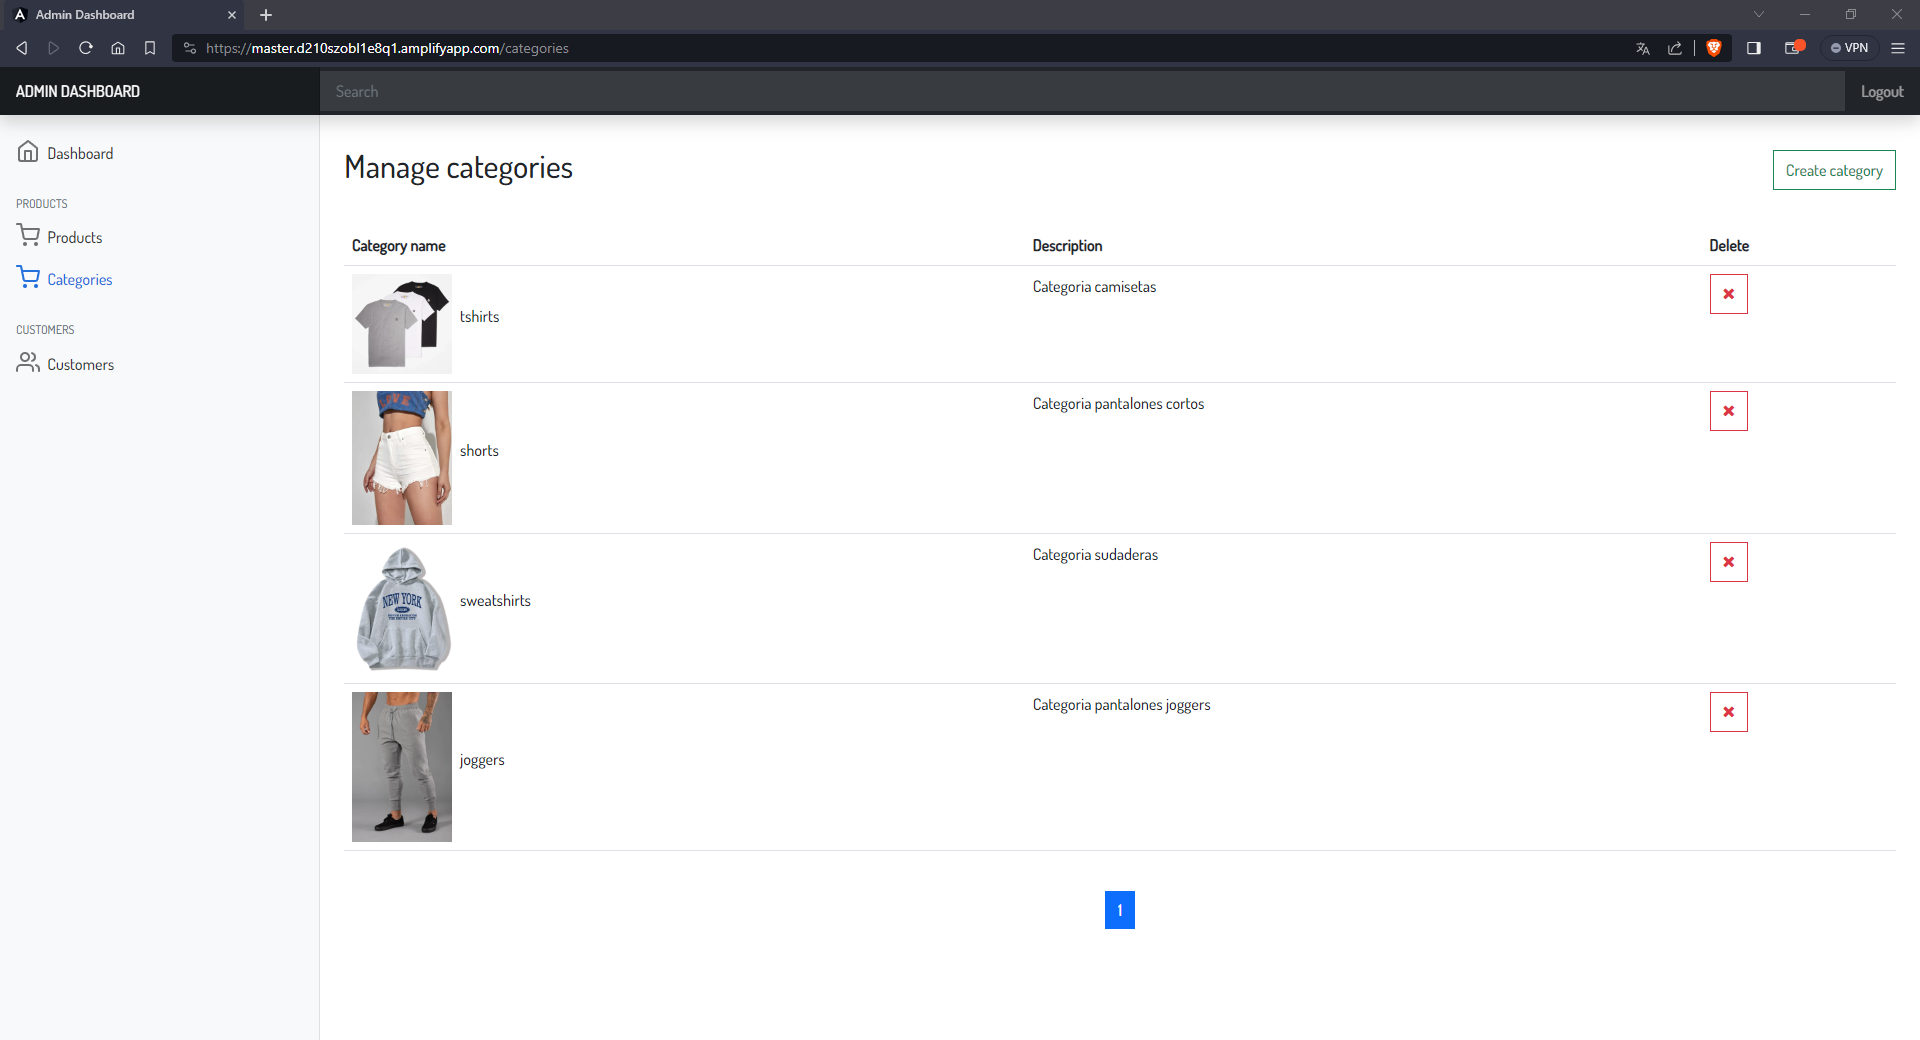 Admin Dashboard
https://master.d210szobl1e8q1.amplifyapp.com/categories
VPN
ADMIN DASHBOARD
Search
Logout
Dashboard
PRODUCTS
Products
Categories
CUSTOMERS
Customers
Manage categories
Create category
Category name Description Delete
tshirts Categoria camisetas
shorts Categoria pantalones cortos
sweatshirts Categoria sudaderas
NEW YORK
joggers Categoria pantalones joggers
1